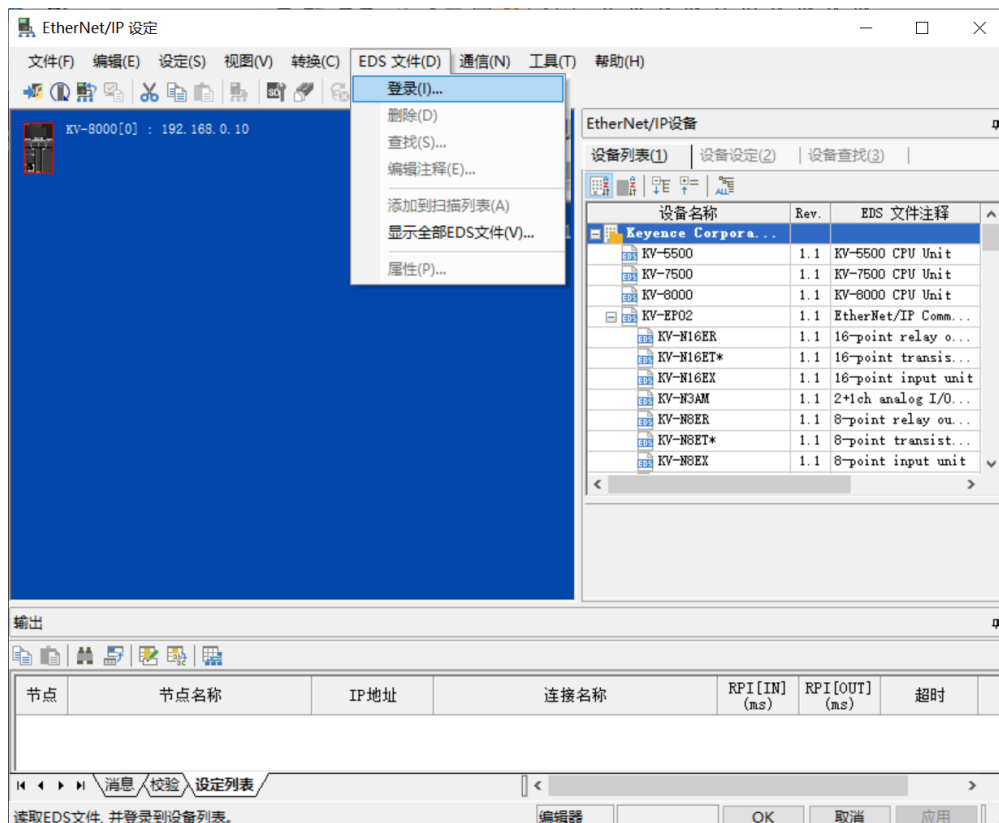 EtherNet/IP 设定
文件(F) 编辑(E) 设定(S) 视图(V) 转换(C) EDS 文件(D) 通信(N) 工具(T) 帮助(H)
登录(I)...
删除(D)
查找(S)...
编辑注释(E)...
添加到扫描列表(A)
显示全部EDS文件(V)...
属性(P)...
KV-8000[0] : 192.168.0.10
EtherNet/IP设备
设备列表(1) 设备设定(2) 设备查找(3)
设备名称 Rev. EDS 文件注释
Keyence Corpora...
KV-5500 1.1 KV-5500 CPU Unit
KV-7500 1.1 KV-7500 CPU Unit
KV-8000 1.1 KV-8000 CPU Unit
KV-EP02 1.1 EtherNet/IP Comm...
KV-N16ER 1.1 16-point relay o...
KV-N16ET* 1.1 16-point transis...
KV-N16EX 1.1 16-point input unit
KV-N3AM 1.1 2+1ch analog I/O...
KV-N8ER 1.1 8-point relay ou...
KV-N8ET* 1.1 8-point transist...
KV-N8EX 1.1 8-point input unit
输出
节点 节点名称 IP地址 连接名称 RPI[IN] (ms) RPI[OUT] (ms) 超时
消息 校验 设定列表
读取EDS文件, 并登录到设备列表。 编辑器 OK 取消 应用